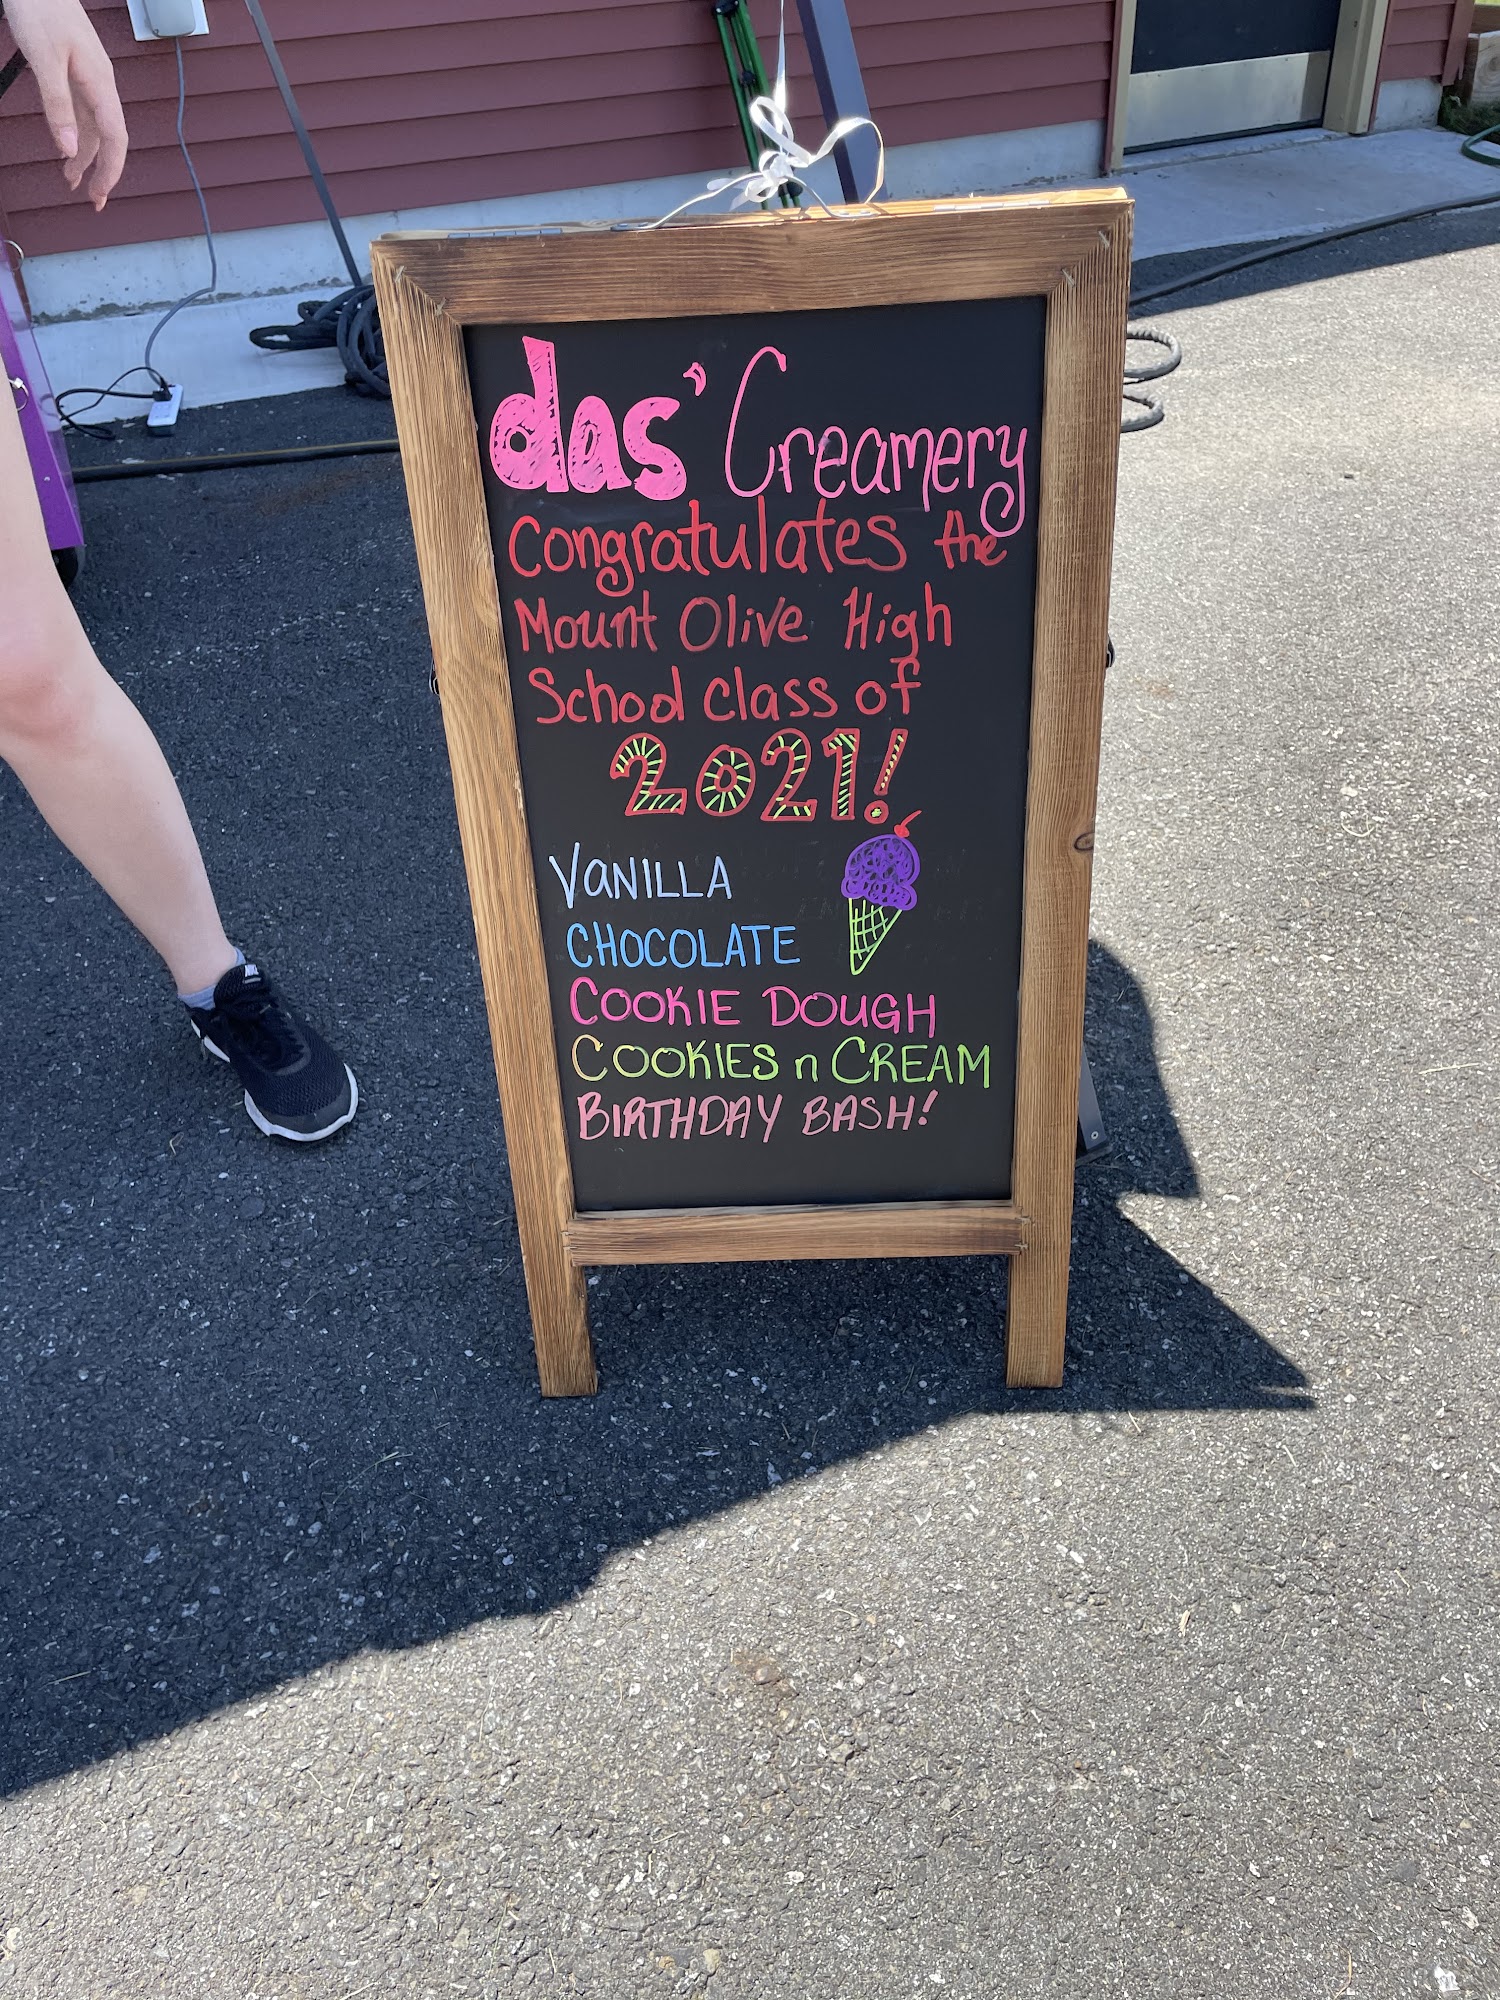 das' Creamery
Congratulates the
Mount Olive High
School class of
2021!
VANILLA
CHOCOLATE
COOKIE DOUGH
COOKIES n CREAM
BIRTHDAY BASH!